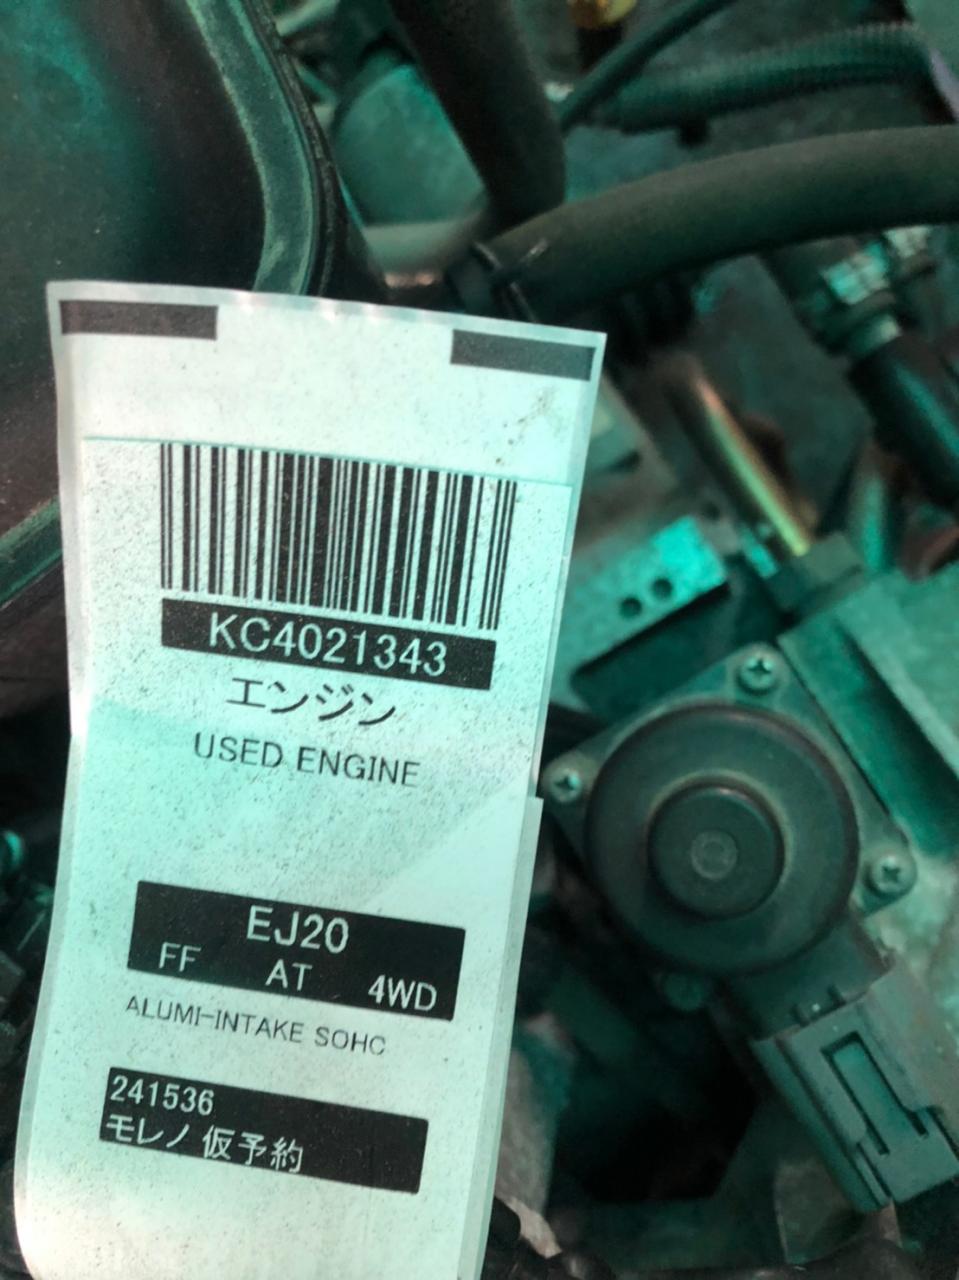 KC4021343
エンジン
USED ENGINE
EJ20
FF AT 4WD
ALUMI-INTAKE SOHC
241536
モレノ 仮予約